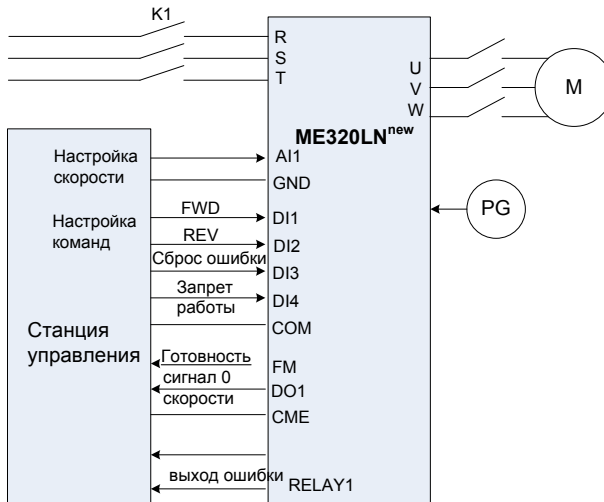 K1
R
S
T
U
V
W
M
ME320LNnew
Настройка
скорости
AI1
GND
PG
Настройка
команд
FWD
DI1
REV
DI2
Сброс ошибки
DI3
Запрет
работы
DI4
COM
Станция
управления
Готовность
FM
сигнал 0
скорости
DO1
CME
выход ошибки
RELAY1